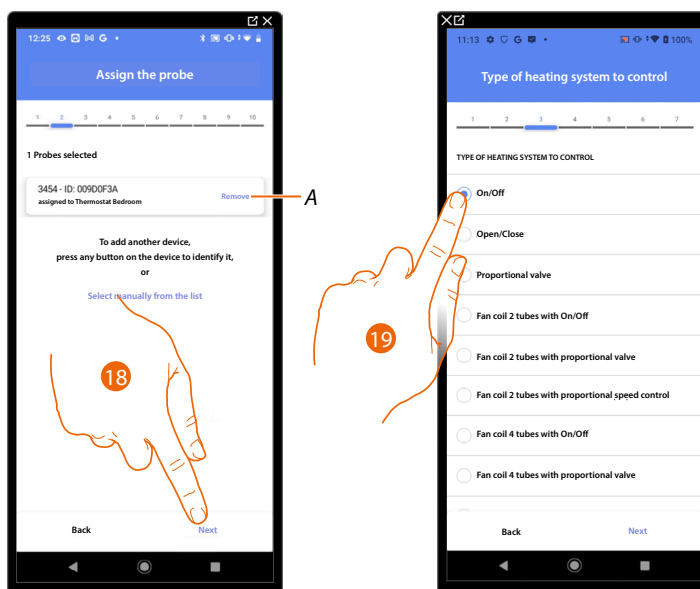 12:25
Assign the probe
1 2 3 4 5 6 7 8 9 10
1 Probes selected
3454 - ID: 009D0F3A
assigned to Thermostat Bedroom
Remove
A
To add another device,
press any button on the device to identify it,
or
Select manually from the list
18
Back Next
11:13 G 100%
Type of heating system to control
1 2 3 4 5 6 7
TYPE OF HEATING SYSTEM TO CONTROL
On/Off
Open/Close
Proportional valve
Fan coil 2 tubes with On/Off
Fan coil 2 tubes with proportional valve
Fan coil 2 tubes with proportional speed control
Fan coil 4 tubes with On/Off
Fan coil 4 tubes with proportional valve
19
Back Next